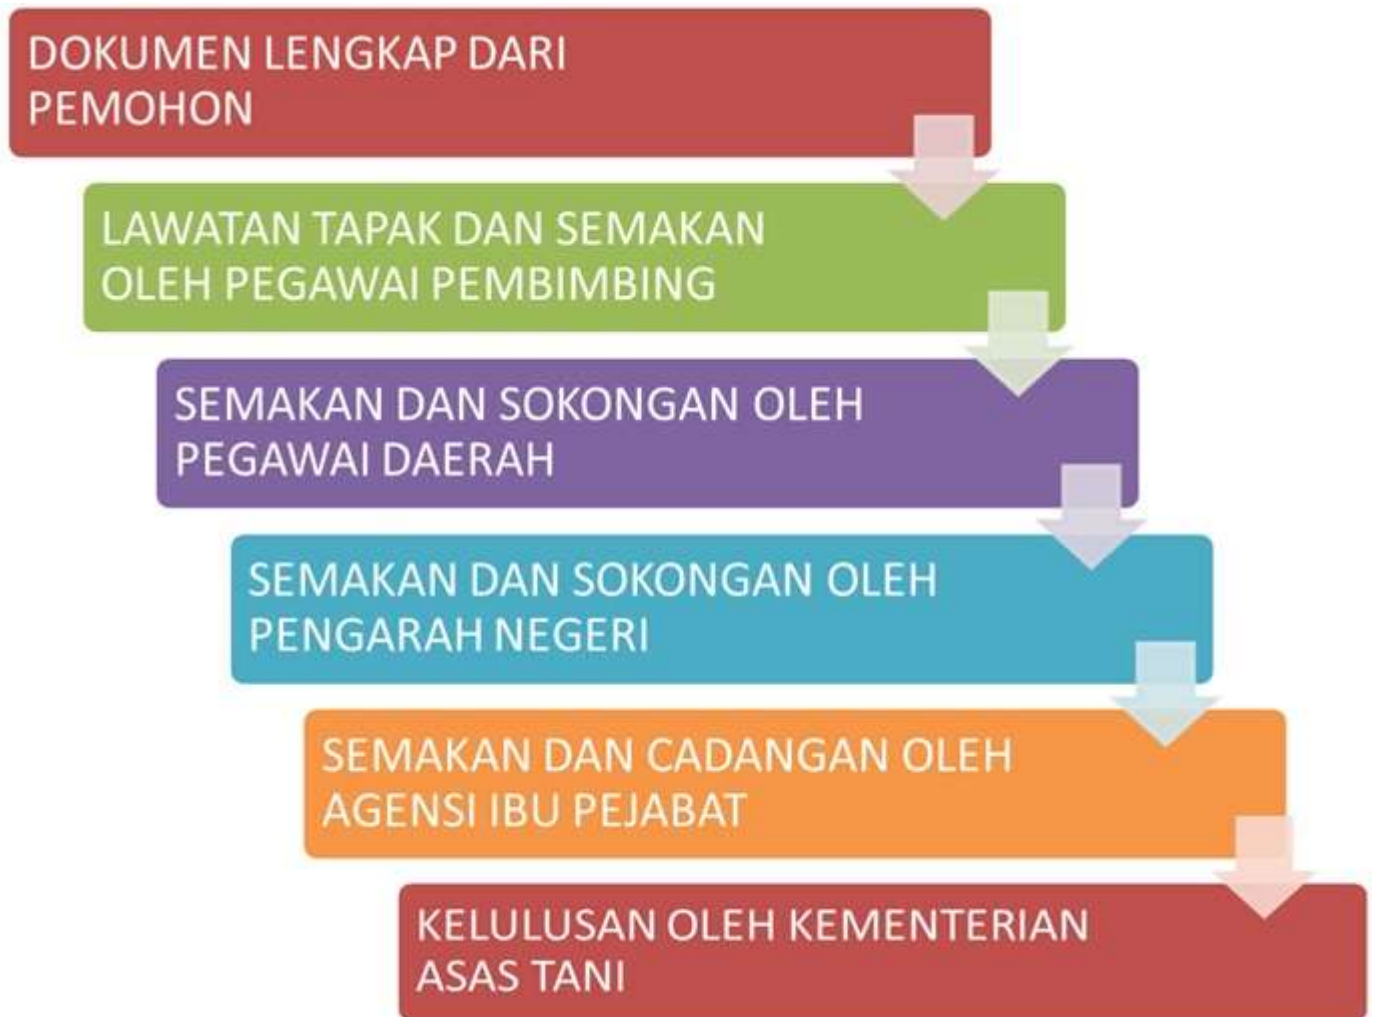 DOKUMEN LENGKAP DARI
PEMOHON
LAWATAN TAPAK DAN SEMAKAN
OLEH PEGAWAI PEMBIMBING
SEMAKAN DAN SOKONGAN OLEH
PEGAWAI DAERAH
SEMAKAN DAN SOKONGAN OLEH
PENGARAH NEGERI
SEMAKAN DAN CADANGAN OLEH
AGENSI IBU PEJABAT
KELULUSAN OLEH KEMENTERIAN
ASAS TANI